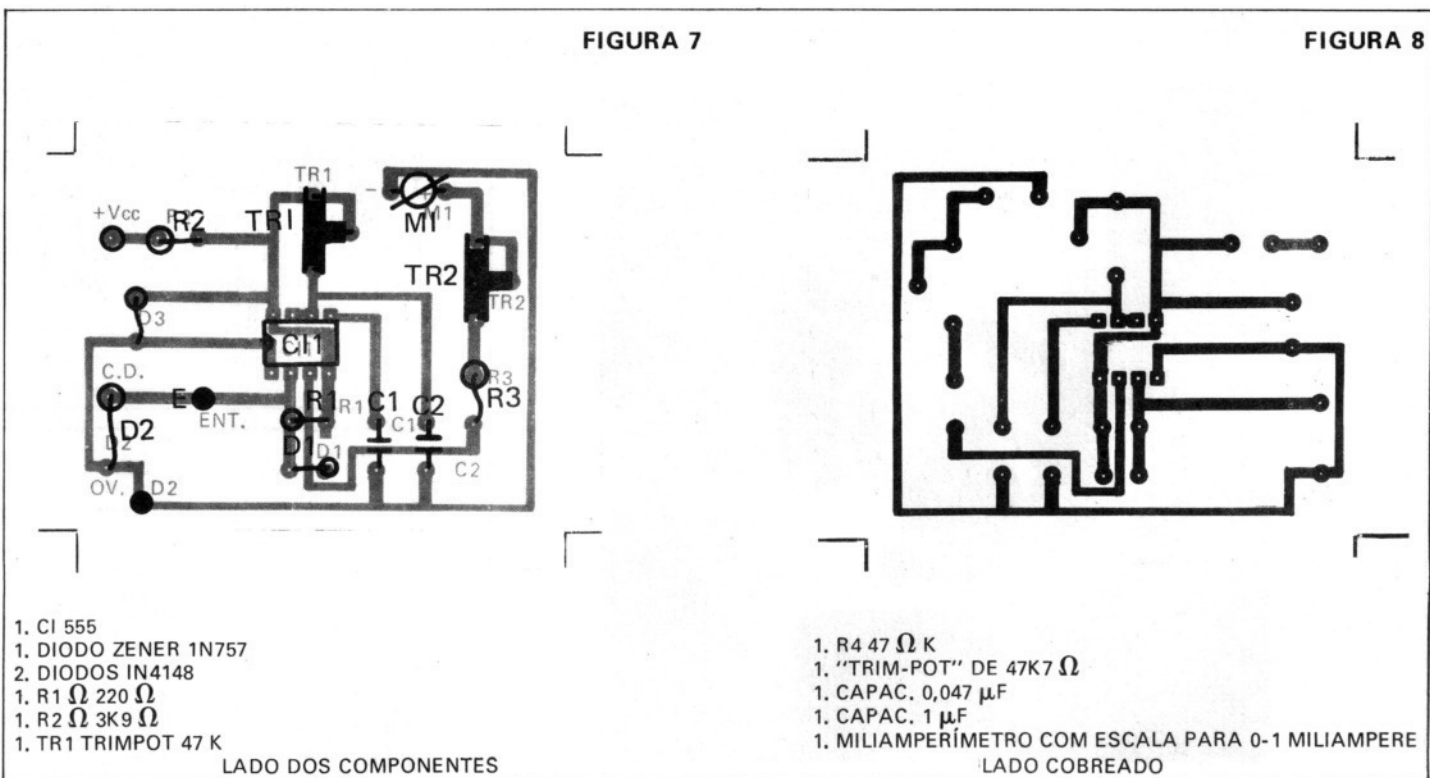 FIGURA 7
FIGURA 8
TR1
TR1
- M1
M1
+Vcc R2
TR2
TR2
D3
CI1
C.D.
E
ENT.
R1 R1 C1 C2
C1
R3
R3
D2
D2
D1 D1
C2
OV. D2
1. CI 555
1. DIODO ZENER 1N757
2. DIODOS IN4148
1. R1 Ω 220 Ω
1. R2 Ω 3K9 Ω
1. TR1 TRIMPOT 47 K
LADO DOS COMPONENTES
1. R4 47 Ω K
1. "TRIM-POT" DE 47K7 Ω
1. CAPAC. 0,047 μF
1. CAPAC. 1 μF
1. MILIAMPERÍMETRO COM ESCALA PARA 0-1 MILIAMPERE
LADO COBREADO